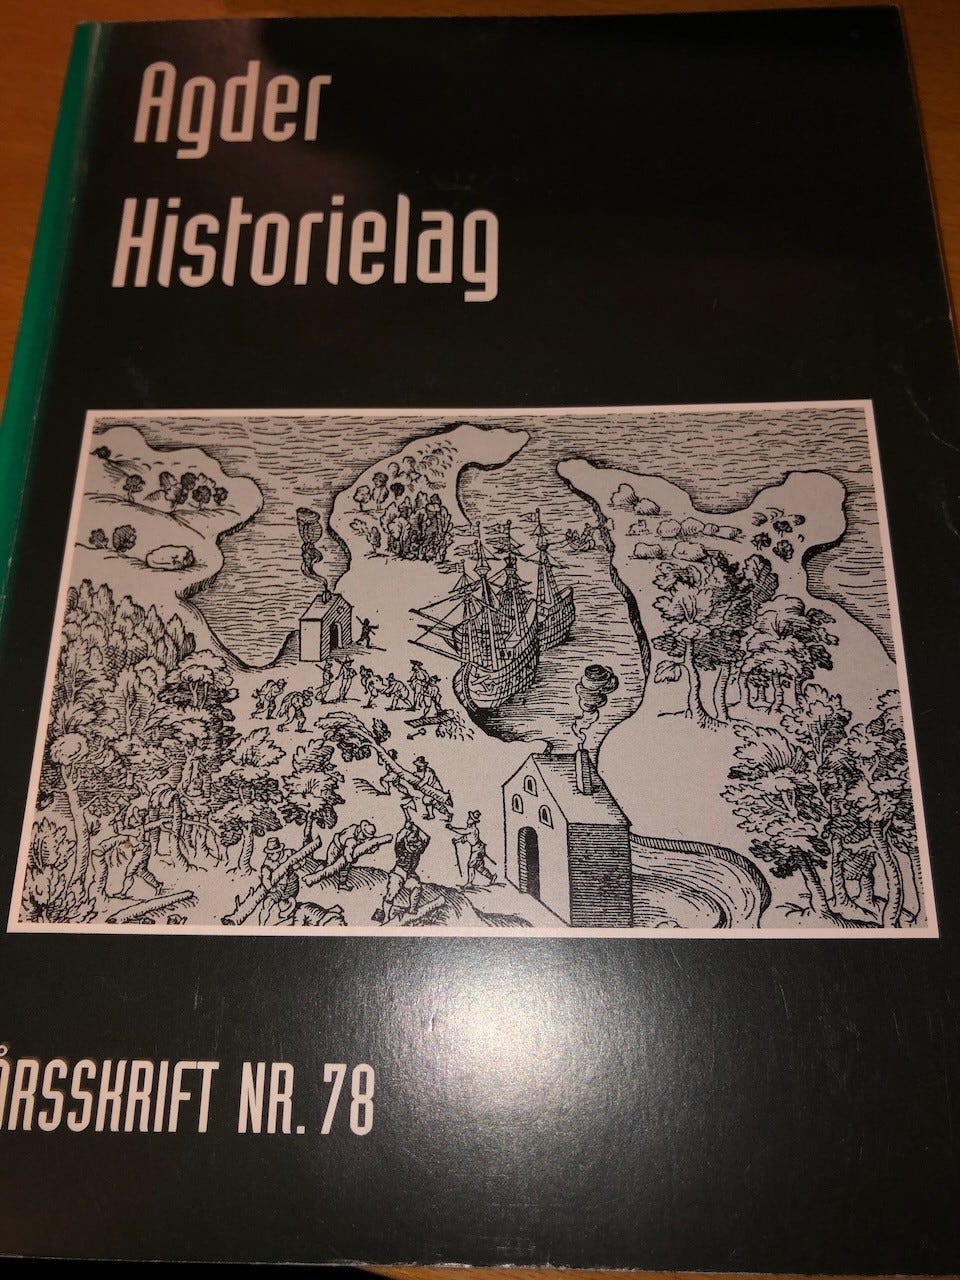 Agder
Historielag
ÅRSSKRIFT NR. 78